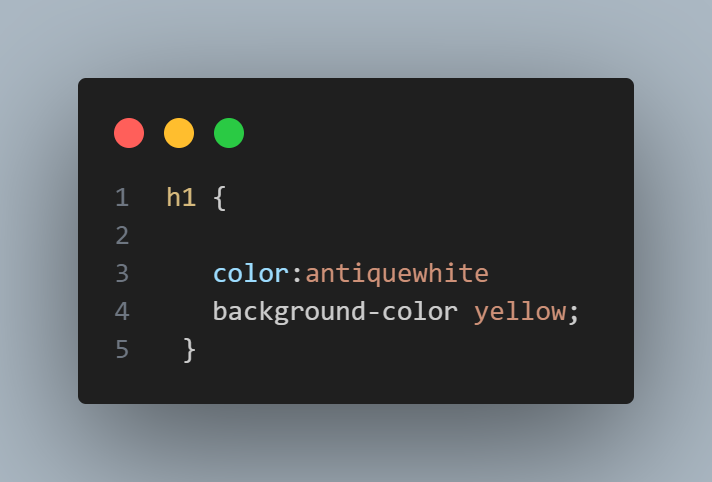 1 h1 {
2
3 color:antiquewhite
4 background-color yellow;
5 }